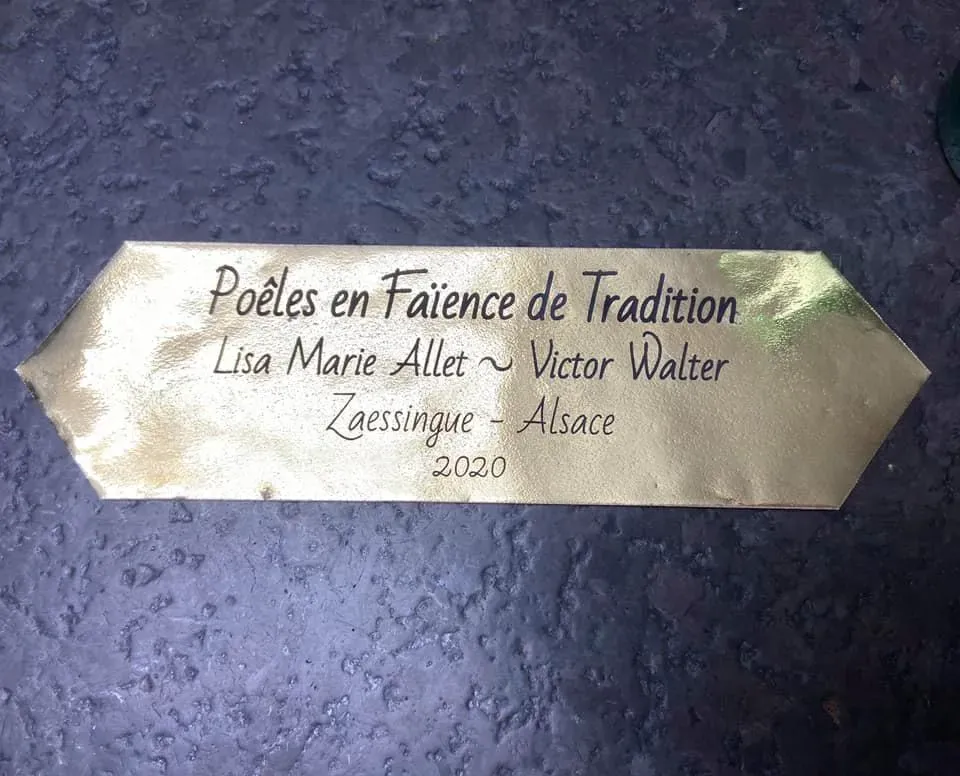 Poêles en Faïence de Tradition
Lisa Marie Allet ~ Victor Walter
Zaessingue - Alsace
2020